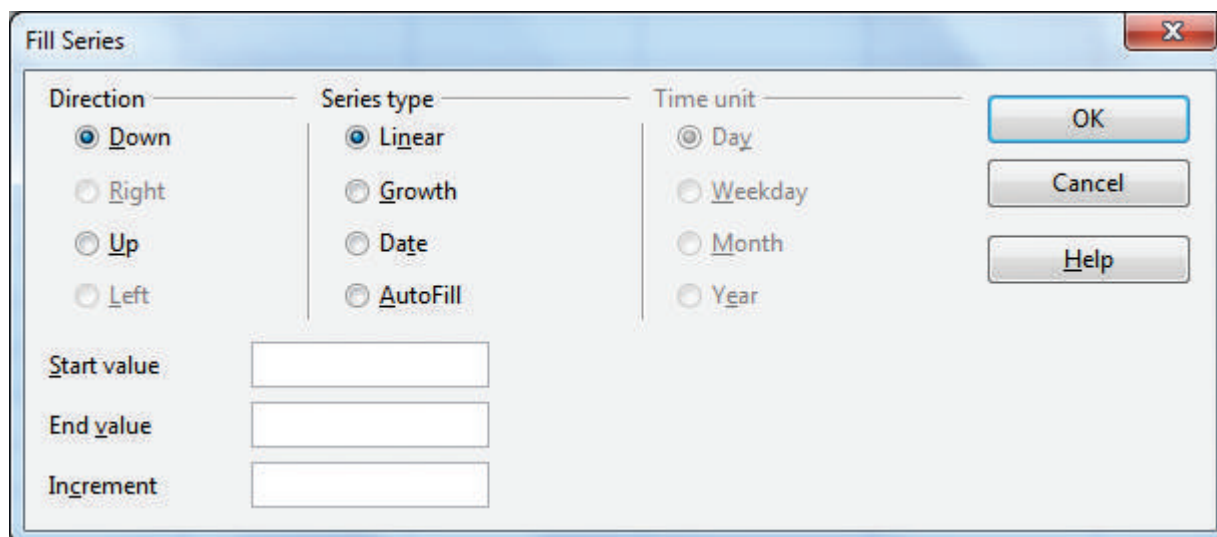 Fill Series
Direction
Down
Right
Up
Left
Series type
Linear
Growth
Date
AutoFill
Time unit
Day
Weekday
Month
Year
OK
Cancel
Help
Start value
End value
Increment